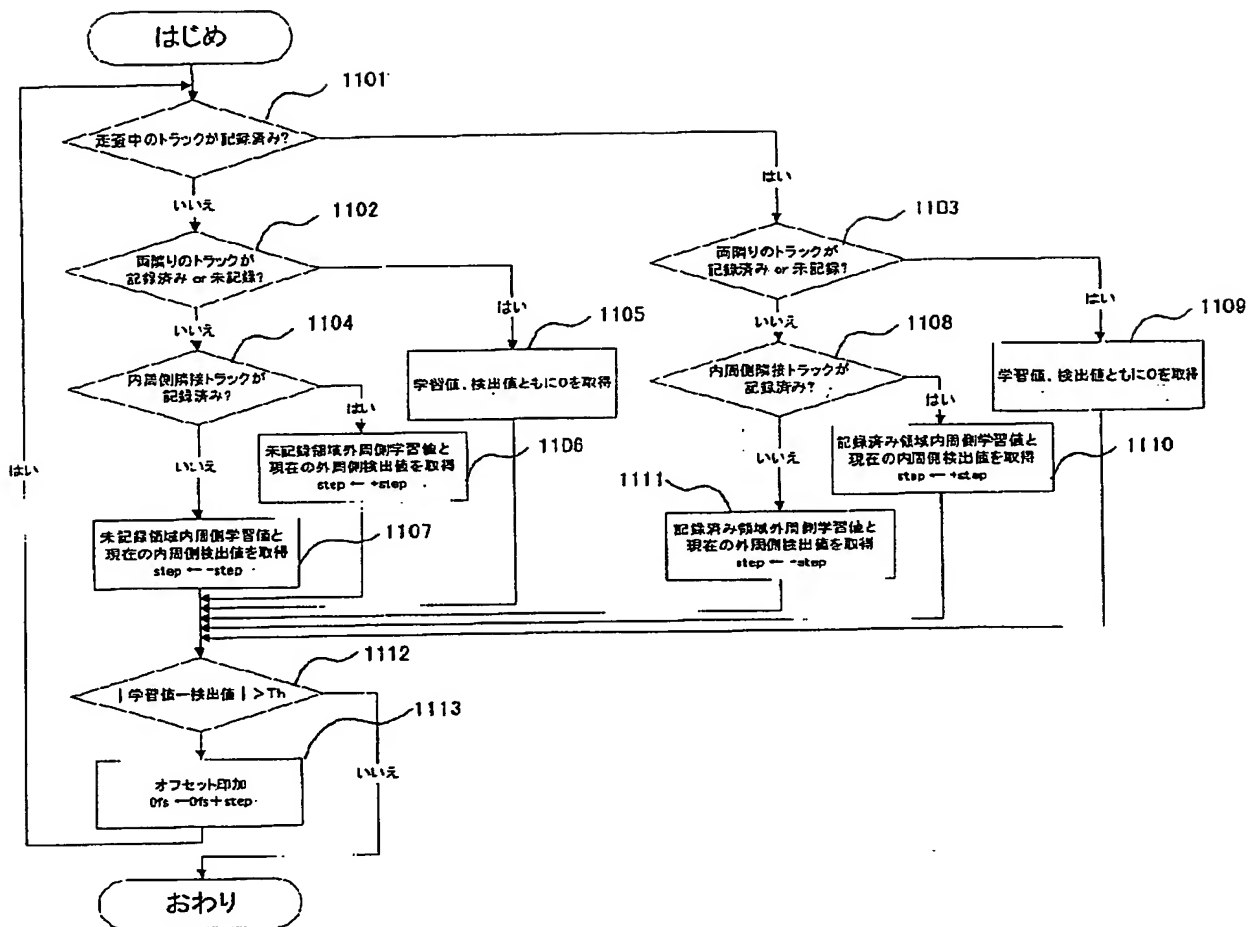 はじめ
1101
走査中のトラックが記録済み?
はい
いいえ
1102
両隣りのトラックが
記録済み or 未記録?
はい
いいえ
1103
両隣りのトラックが
記録済み or 未記録?
はい
いいえ
1104
内周側隣接トラックが
記録済み?
はい
いいえ
1105
学習値、検出値ともに0を取得
1108
内周側隣接トラックが
記録済み?
はい
いいえ
1109
学習値、検出値ともに0を取得
1106
未記録領域外周側学習値と
現在の外周側検出値を取得
step ← +step
1110
記録済み領域内周側学習値と
現在の内周側検出値を取得
step ← +step
1107
未記録領域内周側学習値と
現在の内周側検出値を取得
step ← -step
1111
記録済み領域外周側学習値と
現在の外周側検出値を取得
step ← -step
はい
1112
| 学習値-検出値 | >Th
いいえ
1113
オフセット印加
Ofs ←Ofs+step
おわり